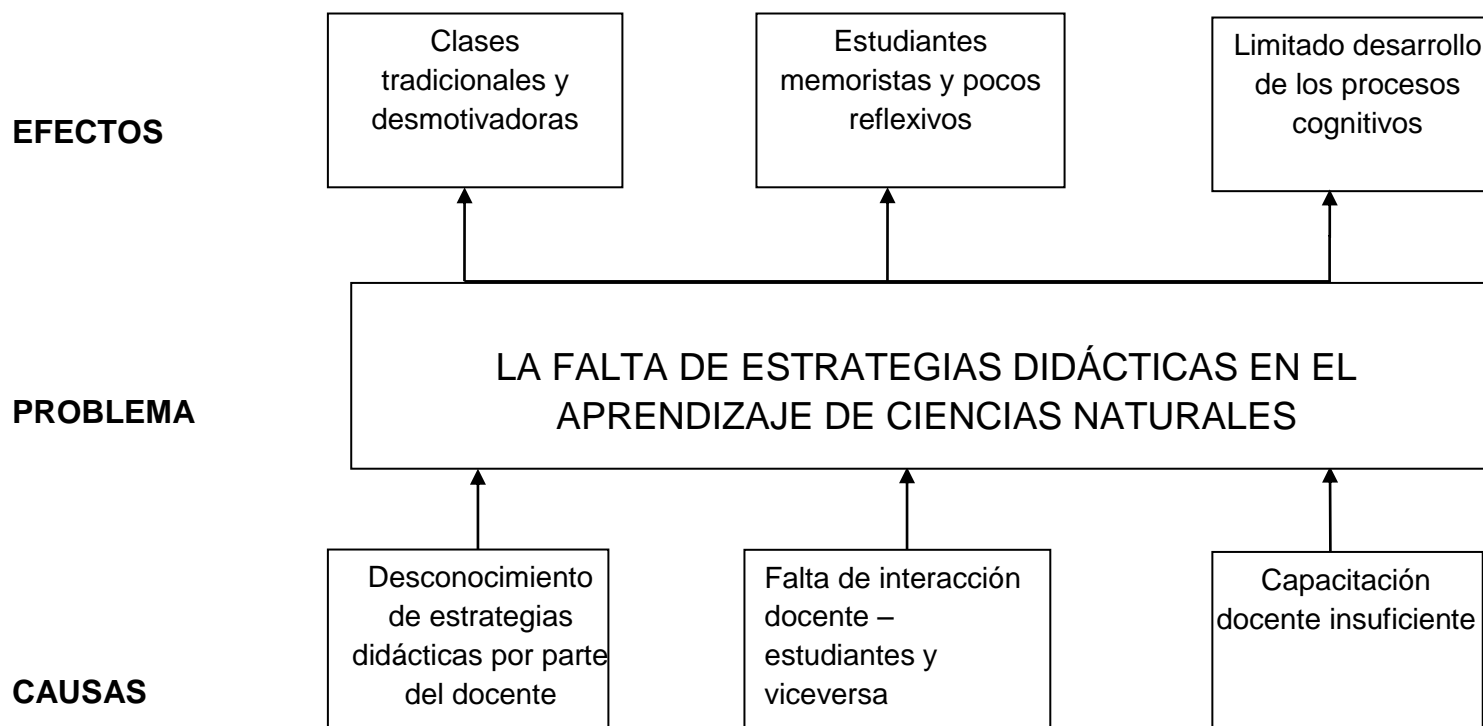 Clases
tradicionales y
desmotivadoras
Estudiantes
memoristas y pocos
reflexivos
Limitado desarrollo
de los procesos
cognitivos
EFECTOS
LA FALTA DE ESTRATEGIAS DIDÁCTICAS EN EL
APRENDIZAJE DE CIENCIAS NATURALES
PROBLEMA
Desconocimiento
de estrategias
didácticas por parte
del docente
Falta de interacción
docente –
estudiantes y
viceversa
Capacitación
docente insuficiente
CAUSAS